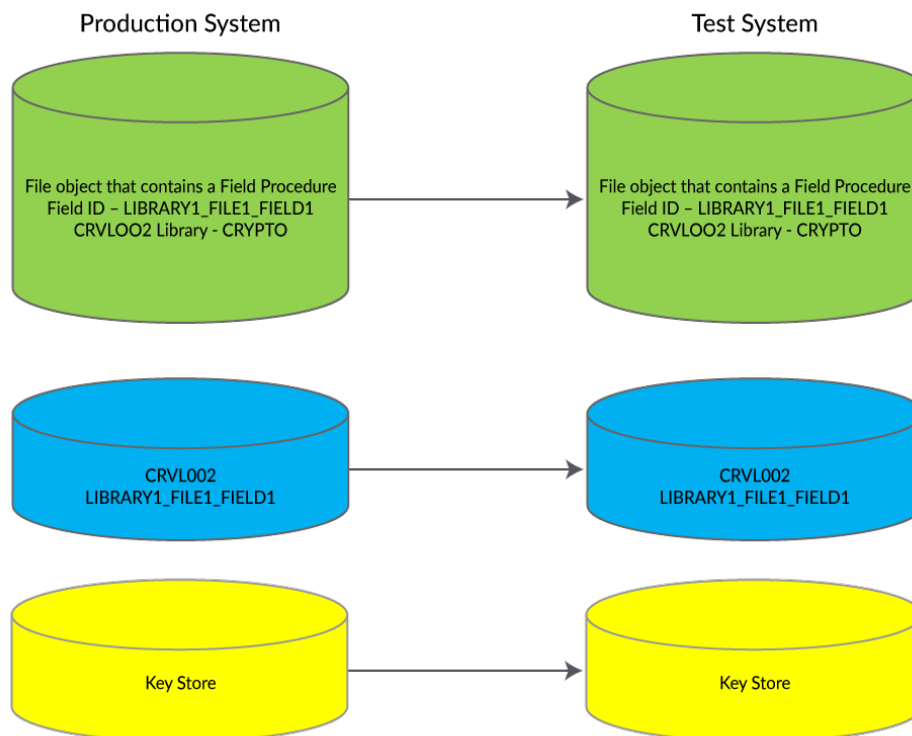 Production System
Test System
File object that contains a Field Procedure
Field ID – LIBRARY1_FILE1_FIELD1
CRVLOO2 Library - CRYPTO
File object that contains a Field Procedure
Field ID – LIBRARY1_FILE1_FIELD1
CRVLOO2 Library - CRYPTO
CRVL002
LIBRARY1_FILE1_FIELD1
CRVL002
LIBRARY1_FILE1_FIELD1
Key Store
Key Store